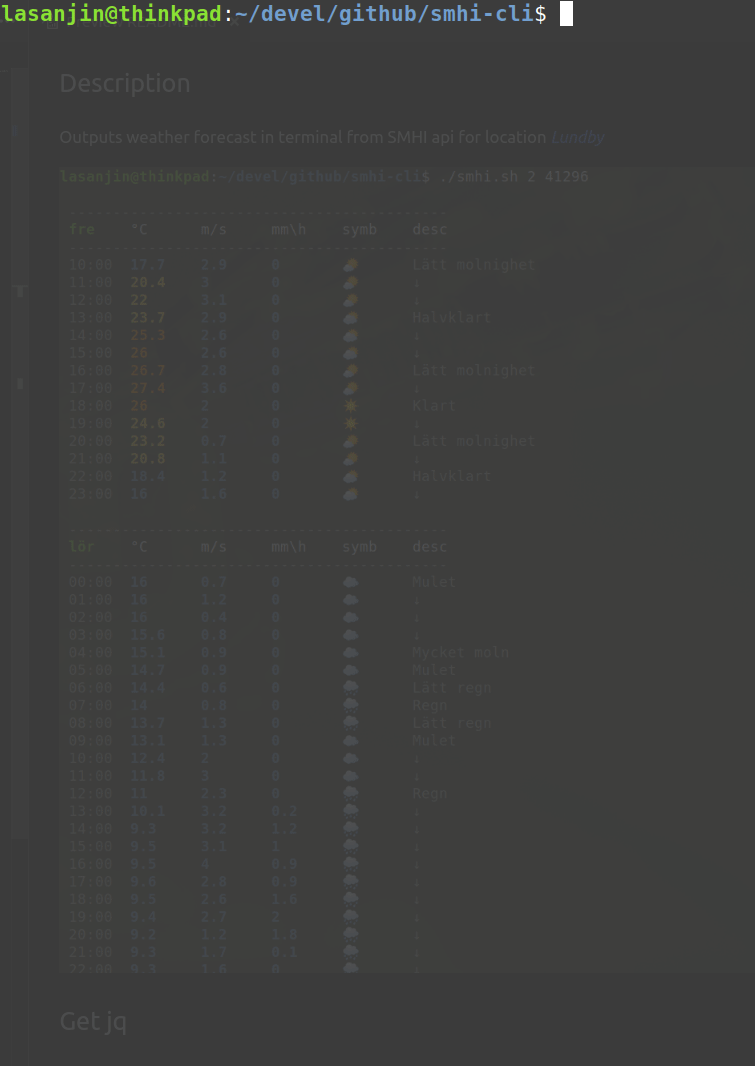 lasanjin@thinkpad:~/devel/github/smhi-cli$
Description
Outputs weather forecast in terminal from SMHI api for location Lundby
lasanjin@thinkpad:~/devel/github/smhi-cli$ ./smhi.sh 2 41296
-------------------------------------------
fre °C m/s mm\h symb desc
-------------------------------------------
10:00 17.7 2.9 0 Lätt molnighet
11:00 20.4 3 0 ↓
12:00 22 3.1 0 ↓
13:00 23.7 2.9 0 Halvklart
14:00 25.3 2.6 0 ↓
15:00 26 2.6 0 ↓
16:00 26.7 2.8 0 Lätt molnighet
17:00 27.4 3.6 0 ↓
18:00 26 2 0 Klart
19:00 24.6 2 0 ↓
20:00 23.2 0.7 0 Lätt molnighet
21:00 20.8 1.1 0 ↓
22:00 18.4 1.2 0 Halvklart
23:00 16 1.6 0 ↓
-------------------------------------------
lör °C m/s mm\h symb desc
-------------------------------------------
00:00 16 0.7 0 Mulet
01:00 16 1.2 0 ↓
02:00 16 0.4 0 ↓
03:00 15.6 0.8 0 ↓
04:00 15.1 0.9 0 Mycket moln
05:00 14.7 0.9 0 Mulet
06:00 14.4 0.6 0 Lätt regn
07:00 14 0.8 0 Regn
08:00 13.7 1.3 0 Lätt regn
09:00 13.1 1.3 0 Mulet
10:00 12.4 2 0 ↓
11:00 11.8 3 0 ↓
12:00 11 2.3 0 Regn
13:00 10.1 3.2 0.2 ↓
14:00 9.3 3.2 1.2 ↓
15:00 9.5 3.1 1 ↓
16:00 9.5 4 0.9 ↓
17:00 9.6 2.8 0.9 ↓
18:00 9.5 2.6 1.6 ↓
19:00 9.4 2.7 2 ↓
20:00 9.2 1.2 1.6 ↓
21:00 9.3 1.7 0.1 ↓
22:00 9.3 1.6 0 ↓
Get jq